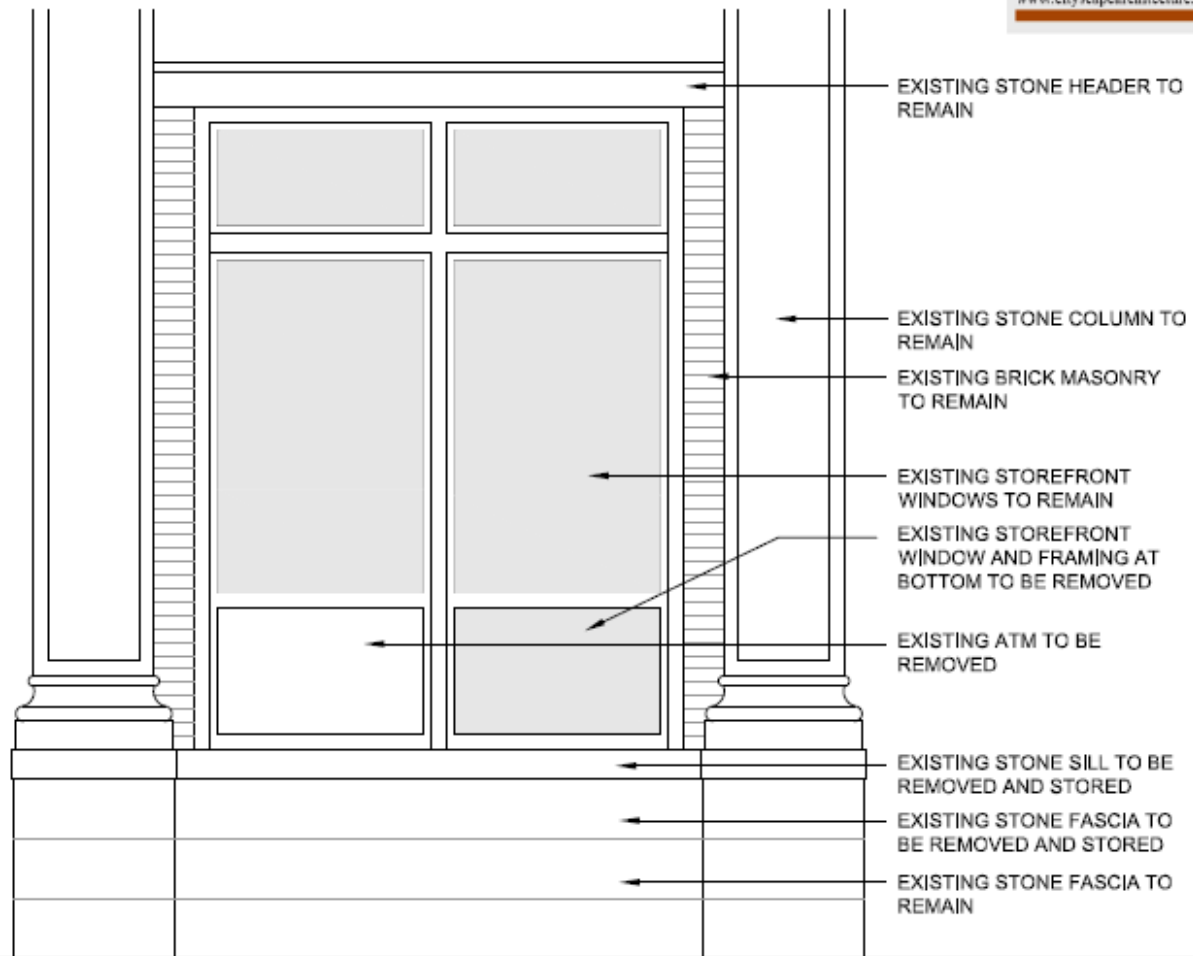 EXISTING STONE HEADER TO
REMAIN
EXISTING STONE COLUMN TO
REMAIN
EXISTING BRICK MASONRY
TO REMAIN
EXISTING STOREFRONT
WINDOWS TO REMAIN
EXISTING STOREFRONT
WINDOW AND FRAMING AT
BOTTOM TO BE REMOVED
EXISTING ATM TO BE
REMOVED
EXISTING STONE SILL TO BE
REMOVED AND STORED
EXISTING STONE FASCIA TO
BE REMOVED AND STORED
EXISTING STONE FASCIA TO
REMAIN